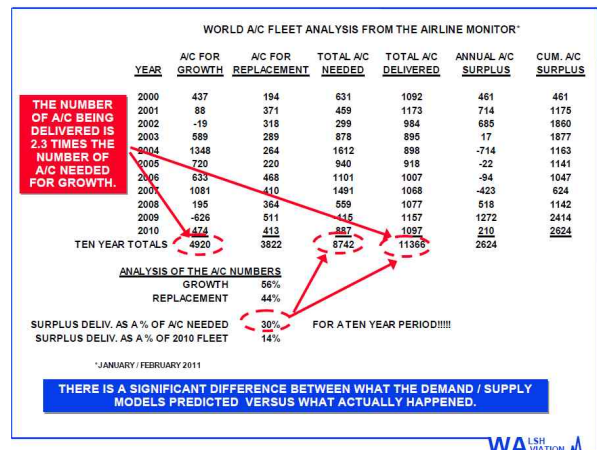 WORLD A/C FLEET ANALYSIS FROM THE AIRLINE MONITOR*
A/C FOR A/C FOR TOTAL A/C TOTAL A/C ANNUAL A/C CUM. A/C
YEAR GROWTH REPLACEMENT NEEDED DELIVERED SURPLUS SURPLUS
2000 437 194 631 1092 461 461
2001 88 371 459 1173 714 1175
2002 -19 318 299 984 685 1860
2003 589 289 878 895 17 1877
2004 1348 264 1612 898 -714 1163
2005 720 220 940 918 -22 1141
2006 633 468 1101 1007 -94 1047
2007 1081 410 1491 1068 -423 624
2008 195 364 559 1077 518 1142
2009 -626 511 -115 1157 1272 2414
2010 474 413 887 1097 210 2624
TEN YEAR TOTALS 4920 3822 8742 11366 2624
THE NUMBER
OF A/C BEING
DELIVERED IS
2.3 TIMES THE
NUMBER OF
A/C NEEDED
FOR GROWTH.
ANALYSIS OF THE A/C NUMBERS
GROWTH 56%
REPLACEMENT 44%
SURPLUS DELIV. AS A % OF A/C NEEDED 30% FOR A TEN YEAR PERIOD!!!!!
SURPLUS DELIV. AS A % OF 2010 FLEET 14%
*JANUARY / FEBRUARY 2011
THERE IS A SIGNIFICANT DIFFERENCE BETWEEN WHAT THE DEMAND / SUPPLY
MODELS PREDICTED VERSUS WHAT ACTUALLY HAPPENED.
WALSH
AVIATION